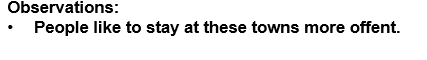 Observations:
• People like to stay at these towns more offent.